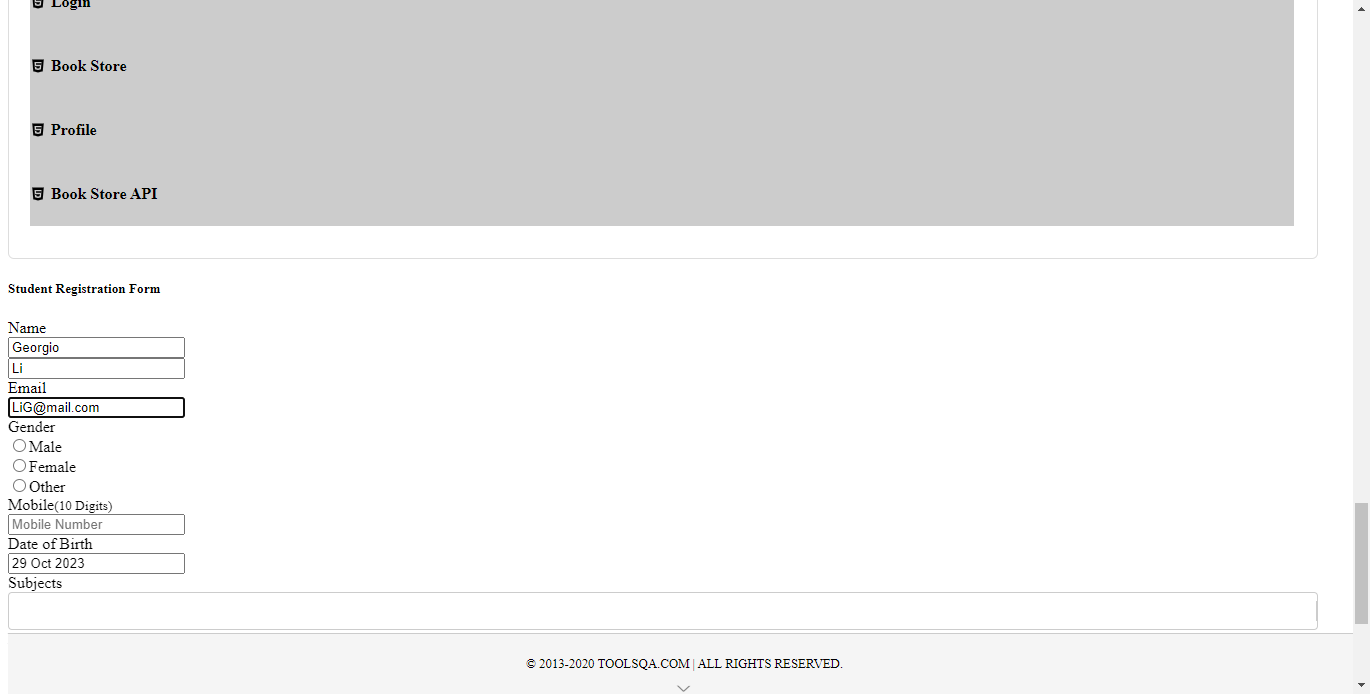 Login
Book Store
Profile
Book Store API
Student Registration Form
Name
Georgio
Li
Email
LiG@mail.com
Gender
Male
Female
Other
Mobile(10 Digits)
Mobile Number
Date of Birth
29 Oct 2023
Subjects
© 2013-2020 TOOLSQA.COM | ALL RIGHTS RESERVED.